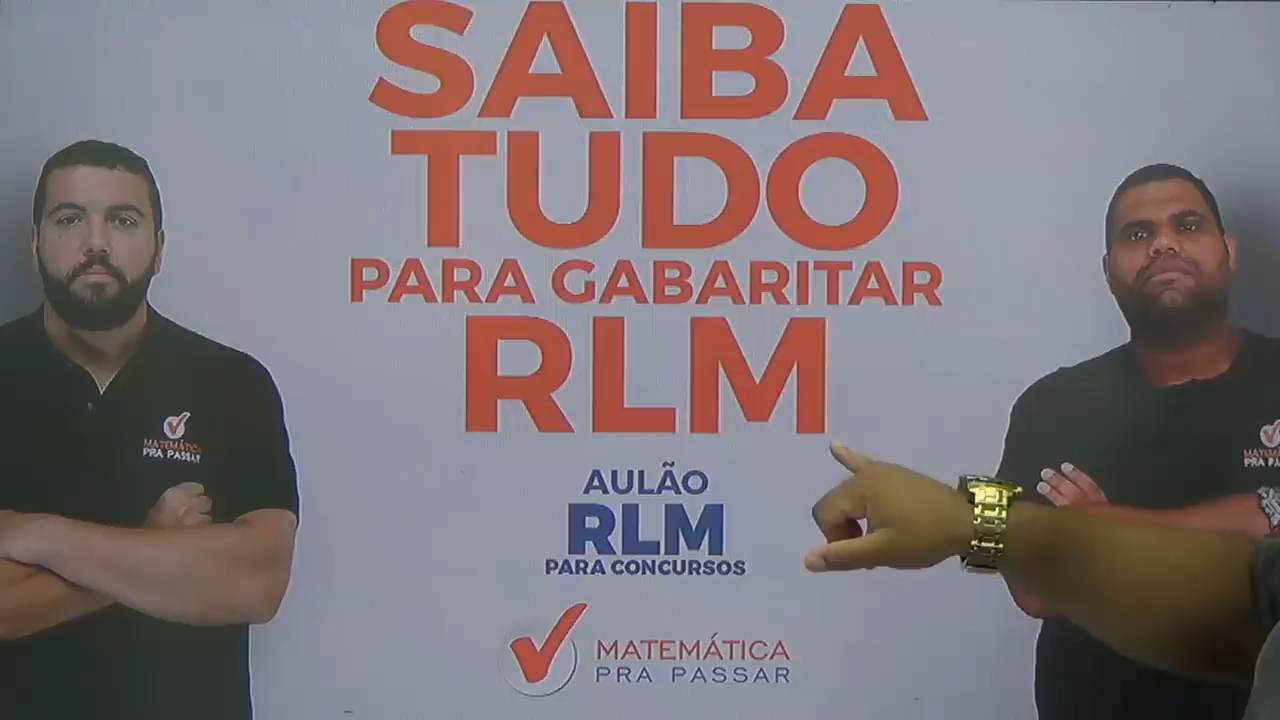 SAIBA
TUDO
PARA GABARITAR
RLM
AULÃO
RLM
PARA CONCURSOS
MATEMÁTICA
PRA PASSAR
MATEMÁTICA
PRA PASSAR